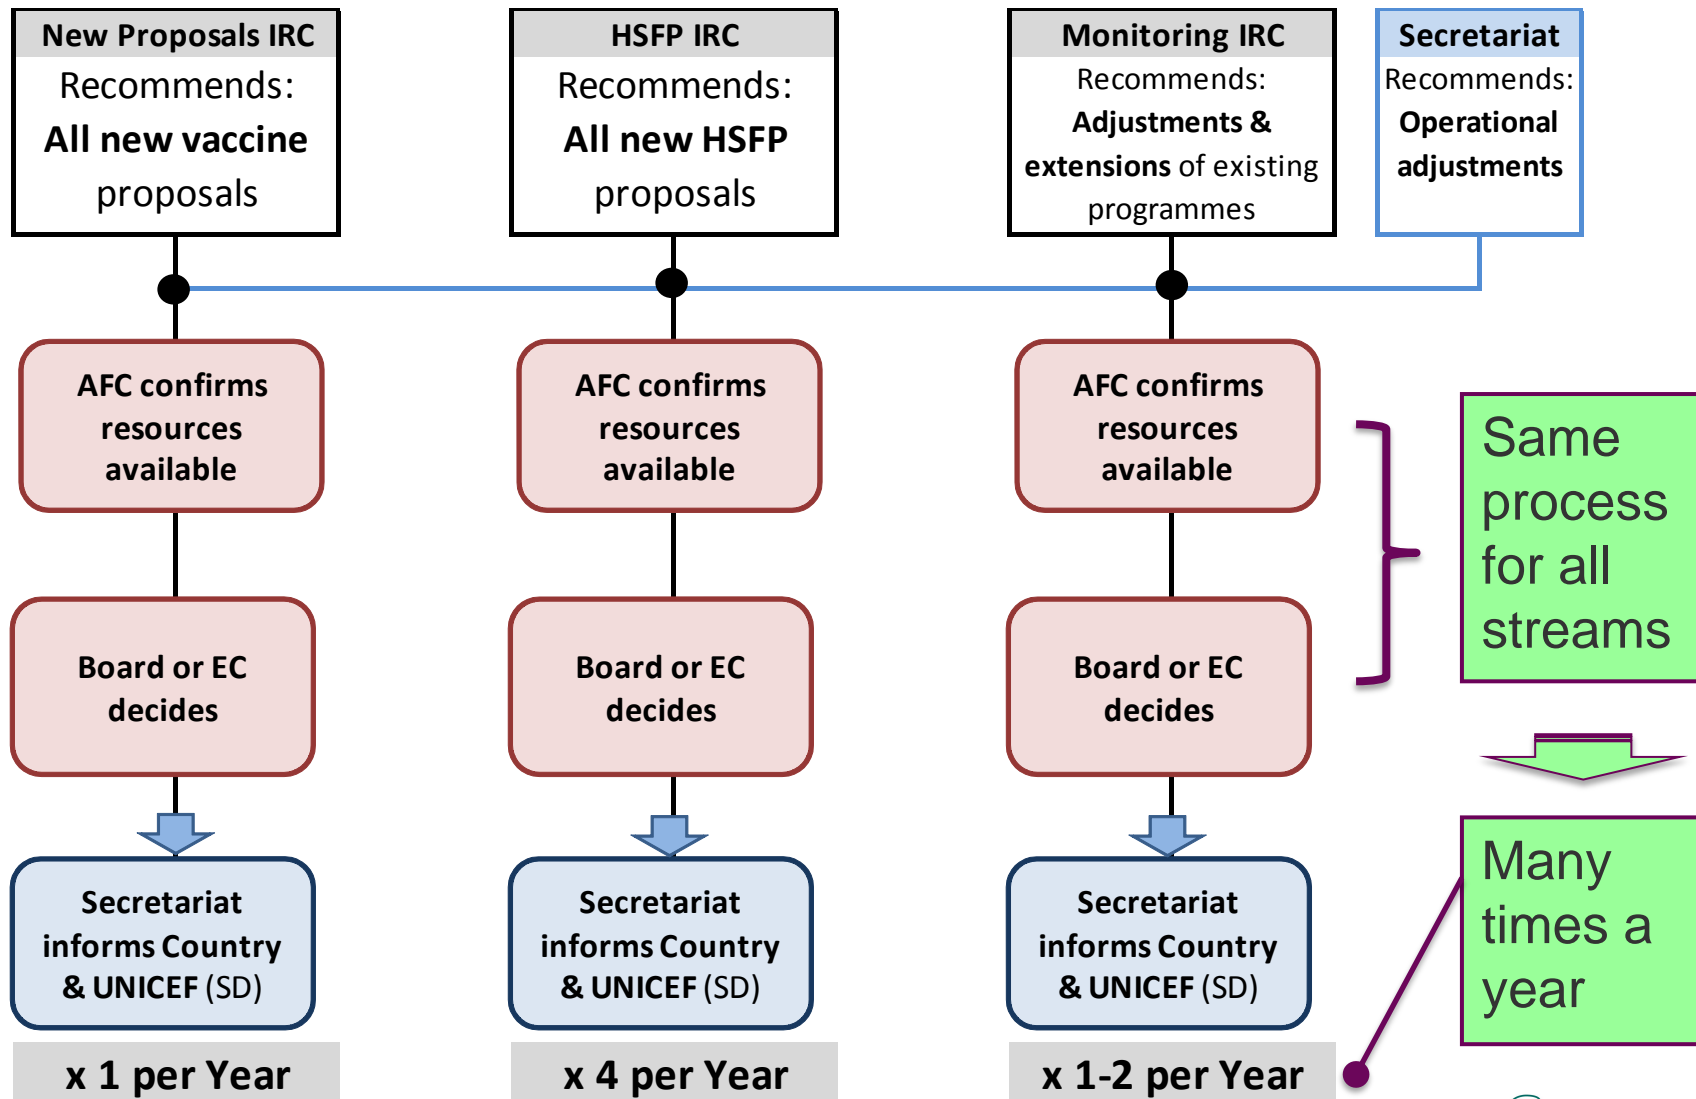 New Proposals IRC
Recommends:
All new vaccine
proposals
HSFP IRC
Recommends:
All new HSFP
proposals
Monitoring IRC
Recommends:
Adjustments &
extensions of existing
programmes
Secretariat
Recommends:
Operational
adjustments
AFC confirms
resources
available
AFC confirms
resources
available
AFC confirms
resources
available
Same
process
for all
streams
Board or EC
decides
Board or EC
decides
Board or EC
decides
Secretariat
informs Country
& UNICEF (SD)
Secretariat
informs Country
& UNICEF (SD)
Secretariat
informs Country
& UNICEF (SD)
Many
times a
year
x 1 per Year
x 4 per Year
x 1-2 per Year